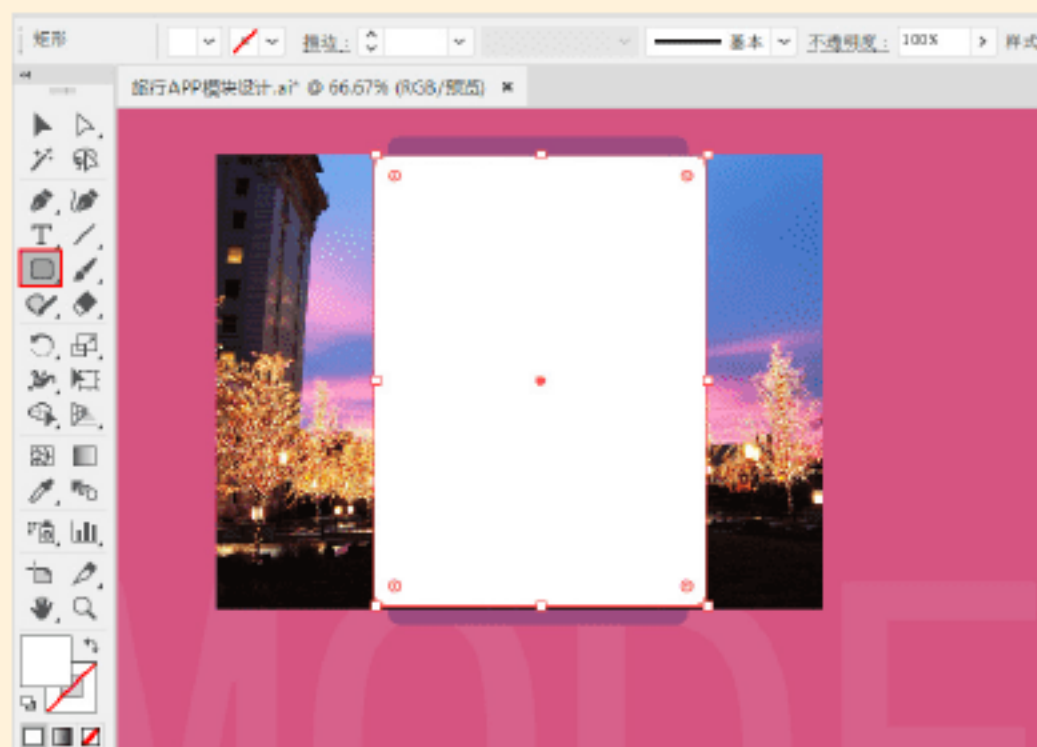 矩形
描边：
基本
不透明度：
100%
样式
旅行APP模块设计.ai* @ 66.67% (RGB/预览) ×
MODE